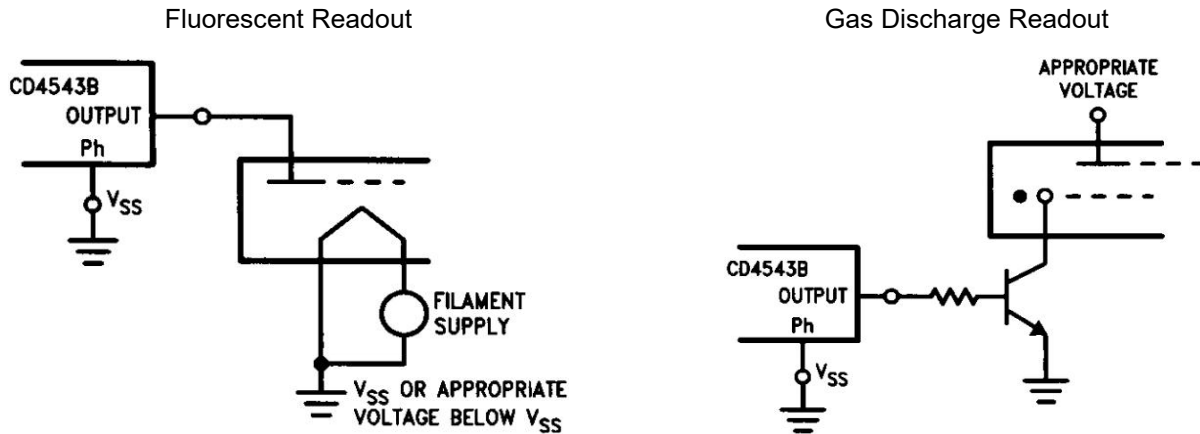 Fluorescent Readout
CD4543B
OUTPUT
Ph
VSS
FILAMENT
SUPPLY
VSS OR APPROPRIATE
VOLTAGE BELOW VSS
Gas Discharge Readout
APPROPRIATE
VOLTAGE
CD4543B
OUTPUT
Ph
VSS